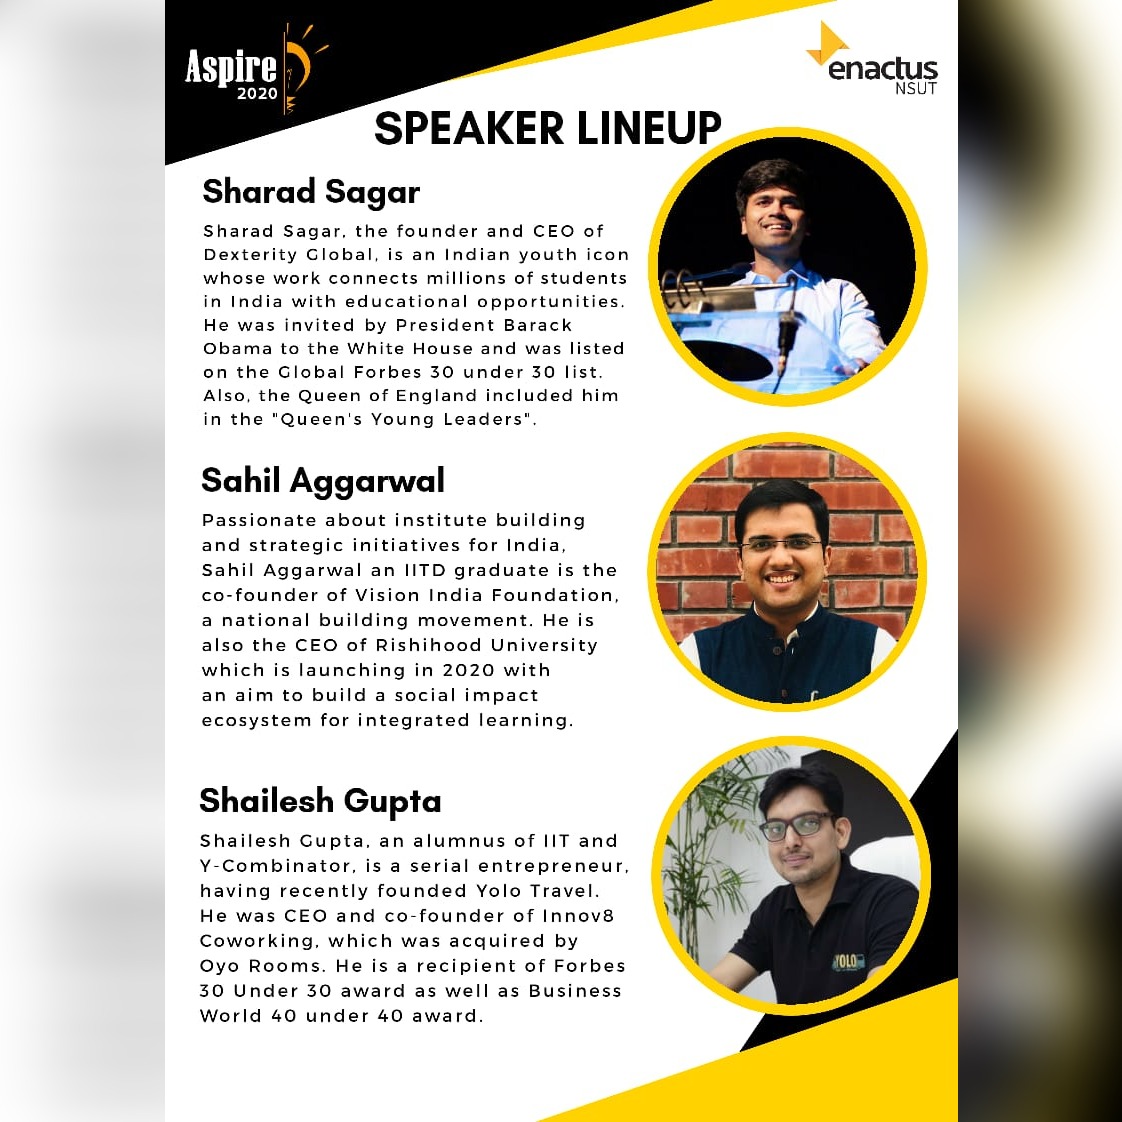 Aspire
2020
enactus
NSUT
SPEAKER LINEUP
Sharad Sagar
Sharad Sagar, the founder and CEO of
Dexterity Global, is an Indian youth icon
whose work connects millions of students
in India with educational opportunities.
He was invited by President Barack
Obama to the White House and was listed
on the Global Forbes 30 under 30 list.
Also, the Queen of England included him
in the "Queen's Young Leaders".
Sahil Aggarwal
Passionate about institute building
and strategic initiatives for India,
Sahil Aggarwal an IITD graduate is the
co-founder of Vision India Foundation,
a national building movement. He is
also the CEO of Rishihood University
which is launching in 2020 with
an aim to build a social impact
ecosystem for integrated learning.
Shailesh Gupta
Shailesh Gupta, an alumnus of IIT and
Y-Combinator, is a serial entrepreneur,
having recently founded Yolo Travel.
He was CEO and co-founder of Innov8
Coworking, which was acquired by
Oyo Rooms. He is a recipient of Forbes
30 Under 30 award as well as Business
World 40 under 40 award.
YOLO